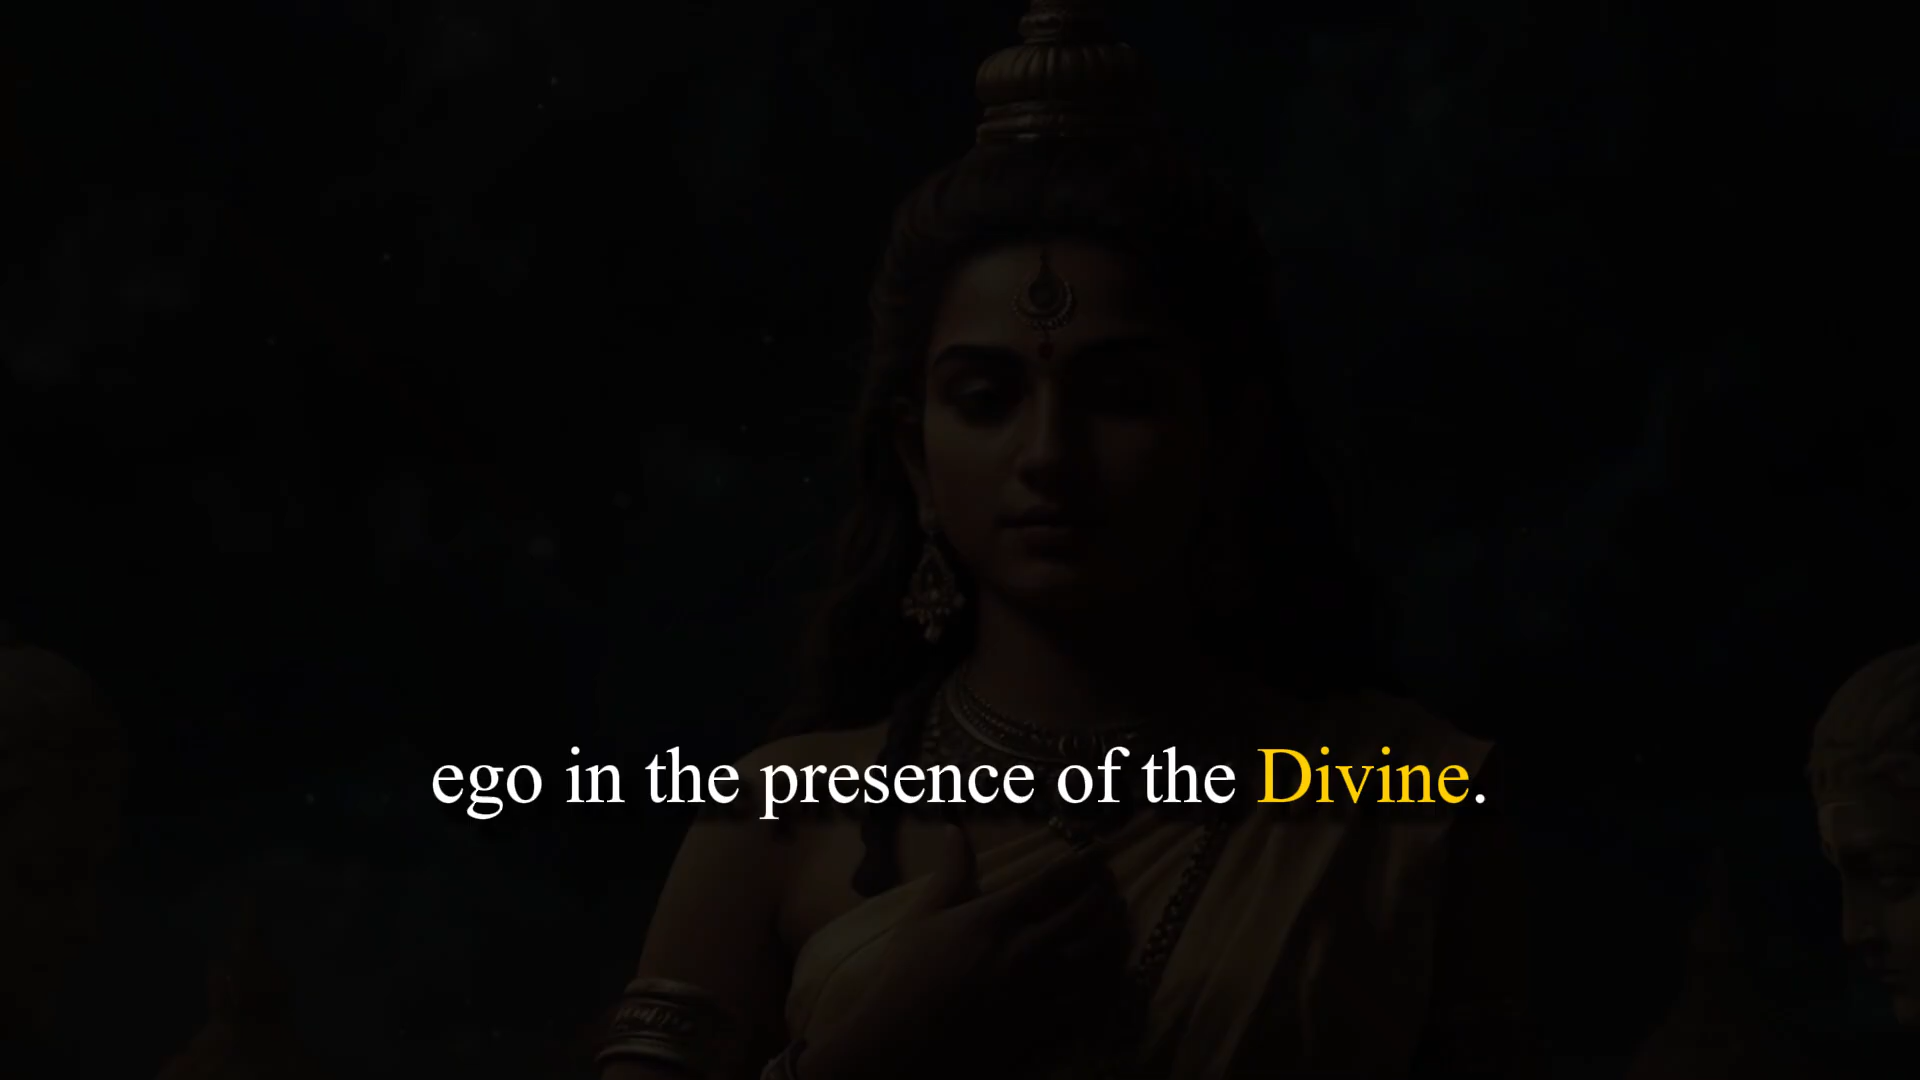 ego in the presence of the Divine.